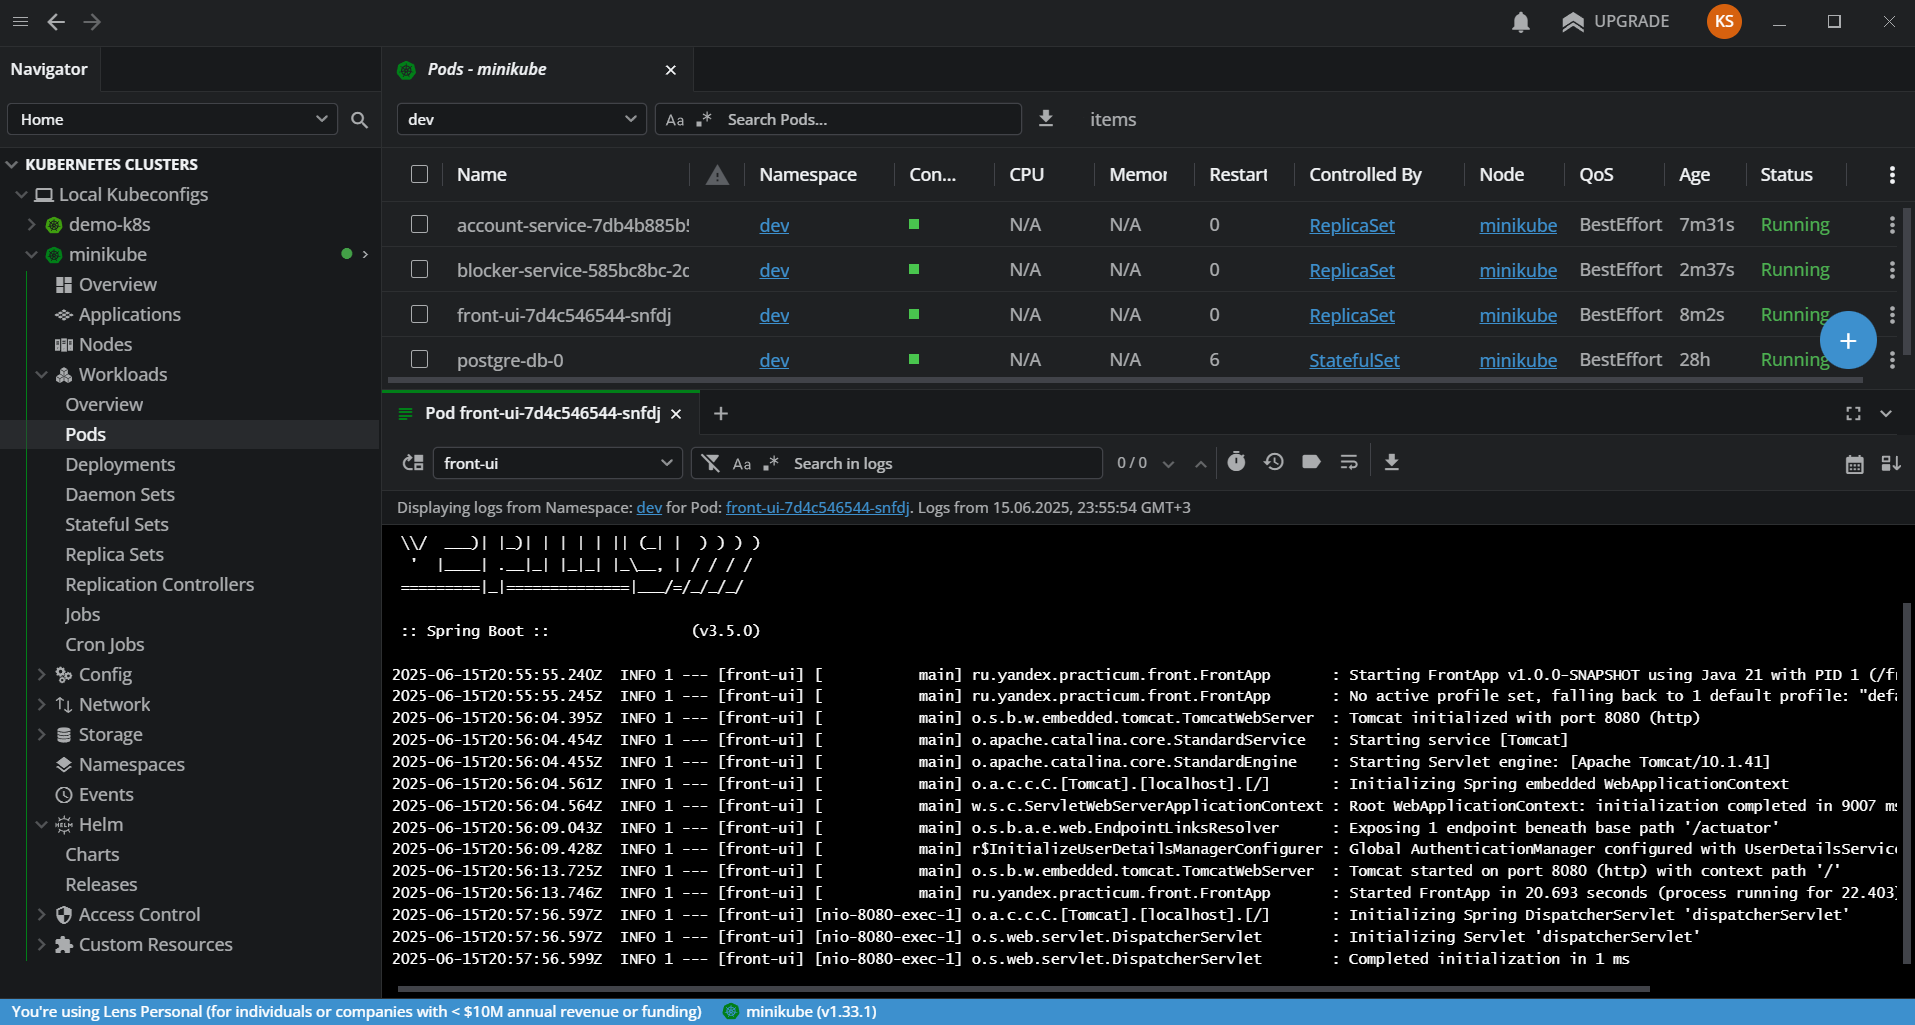 UPGRADE KS
Navigator
Pods - minikube
Home
dev
Aa .* Search Pods...
items
KUBERNETES CLUSTERS
Local Kubeconfigs
demo-k8s
minikube
Overview
Applications
Nodes
Workloads
Overview
Pods
Deployments
Daemon Sets
Stateful Sets
Replica Sets
Replication Controllers
Jobs
Cron Jobs
Config
Network
Storage
Namespaces
Events
HELM Helm
Charts
Releases
Access Control
Custom Resources
Name Namespace Con... CPU Memor Restart Controlled By Node QoS Age Status
account-service-7db4b885b5 dev N/A N/A 0 ReplicaSet minikube BestEffort 7m31s Running
blocker-service-585bc8bc-2c dev N/A N/A 0 ReplicaSet minikube BestEffort 2m37s Running
front-ui-7d4c546544-snfdj dev N/A N/A 0 ReplicaSet minikube BestEffort 8m2s Running
postgre-db-0 dev N/A N/A 6 StatefulSet minikube BestEffort 28h Running
Pod front-ui-7d4c546544-snfdj
front-ui
Aa .* Search in logs
0 / 0
Displaying logs from Namespace: dev for Pod: front-ui-7d4c546544-snfdj. Logs from 15.06.2025, 23:55:54 GMT+3
 \\/  ___)| |_)| | | | | || (_| |  ) ) ) )
  '  |____| .__|_| |_|_| |_\__, | / / / /
 =========|_|==============|___/=/_/_/_/
:: Spring Boot :: (v3.5.0)
2025-06-15T20:55:55.240Z INFO 1 --- [front-ui] [ main] ru.yandex.practicum.front.FrontApp : Starting FrontApp v1.0.0-SNAPSHOT using Java 21 with PID 1 (/fr
2025-06-15T20:55:55.245Z INFO 1 --- [front-ui] [ main] ru.yandex.practicum.front.FrontApp : No active profile set, falling back to 1 default profile: "defa
2025-06-15T20:56:04.395Z INFO 1 --- [front-ui] [ main] o.s.b.w.embedded.tomcat.TomcatWebServer : Tomcat initialized with port 8080 (http)
2025-06-15T20:56:04.454Z INFO 1 --- [front-ui] [ main] o.apache.catalina.core.StandardService : Starting service [Tomcat]
2025-06-15T20:56:04.455Z INFO 1 --- [front-ui] [ main] o.apache.catalina.core.StandardEngine : Starting Servlet engine: [Apache Tomcat/10.1.41]
2025-06-15T20:56:04.561Z INFO 1 --- [front-ui] [ main] o.a.c.c.C.[Tomcat].[localhost].[/] : Initializing Spring embedded WebApplicationContext
2025-06-15T20:56:04.564Z INFO 1 --- [front-ui] [ main] w.s.c.ServletWebServerApplicationContext : Root WebApplicationContext: initialization completed in 9007 ms
2025-06-15T20:56:09.043Z INFO 1 --- [front-ui] [ main] o.s.b.a.e.web.EndpointLinksResolver : Exposing 1 endpoint beneath base path '/actuator'
2025-06-15T20:56:09.428Z INFO 1 --- [front-ui] [ main] r$InitializeUserDetailsManagerConfigurer : Global AuthenticationManager configured with UserDetailsService
2025-06-15T20:56:13.725Z INFO 1 --- [front-ui] [ main] o.s.b.w.embedded.tomcat.TomcatWebServer : Tomcat started on port 8080 (http) with context path '/'
2025-06-15T20:56:13.746Z INFO 1 --- [front-ui] [ main] ru.yandex.practicum.front.FrontApp : Started FrontApp in 20.693 seconds (process running for 22.403)
2025-06-15T20:57:56.597Z INFO 1 --- [front-ui] [nio-8080-exec-1] o.a.c.c.C.[Tomcat].[localhost].[/] : Initializing Spring DispatcherServlet 'dispatcherServlet'
2025-06-15T20:57:56.597Z INFO 1 --- [front-ui] [nio-8080-exec-1] o.s.web.servlet.DispatcherServlet : Initializing Servlet 'dispatcherServlet'
2025-06-15T20:57:56.599Z INFO 1 --- [front-ui] [nio-8080-exec-1] o.s.web.servlet.DispatcherServlet : Completed initialization in 1 ms
You're using Lens Personal (for individuals or companies with < $10M annual revenue or funding) minikube (v1.33.1)